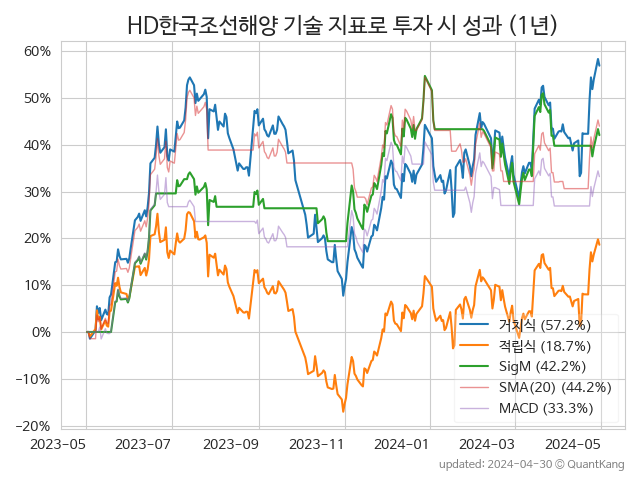 HD한국조선해양 기술 지표로 투자 시 성과 (1년)
60%
50%
40%
30%
20%
10%
0%
−10%
−20%
거치식 (57.2%)
적립식 (18.7%)
SigM (42.2%)
SMA(20) (44.2%)
MACD (33.3%)
2023-05 2023-07 2023-09 2023-11 2024-01 2024-03 2024-05
updated: 2024-04-30 © QuantKang